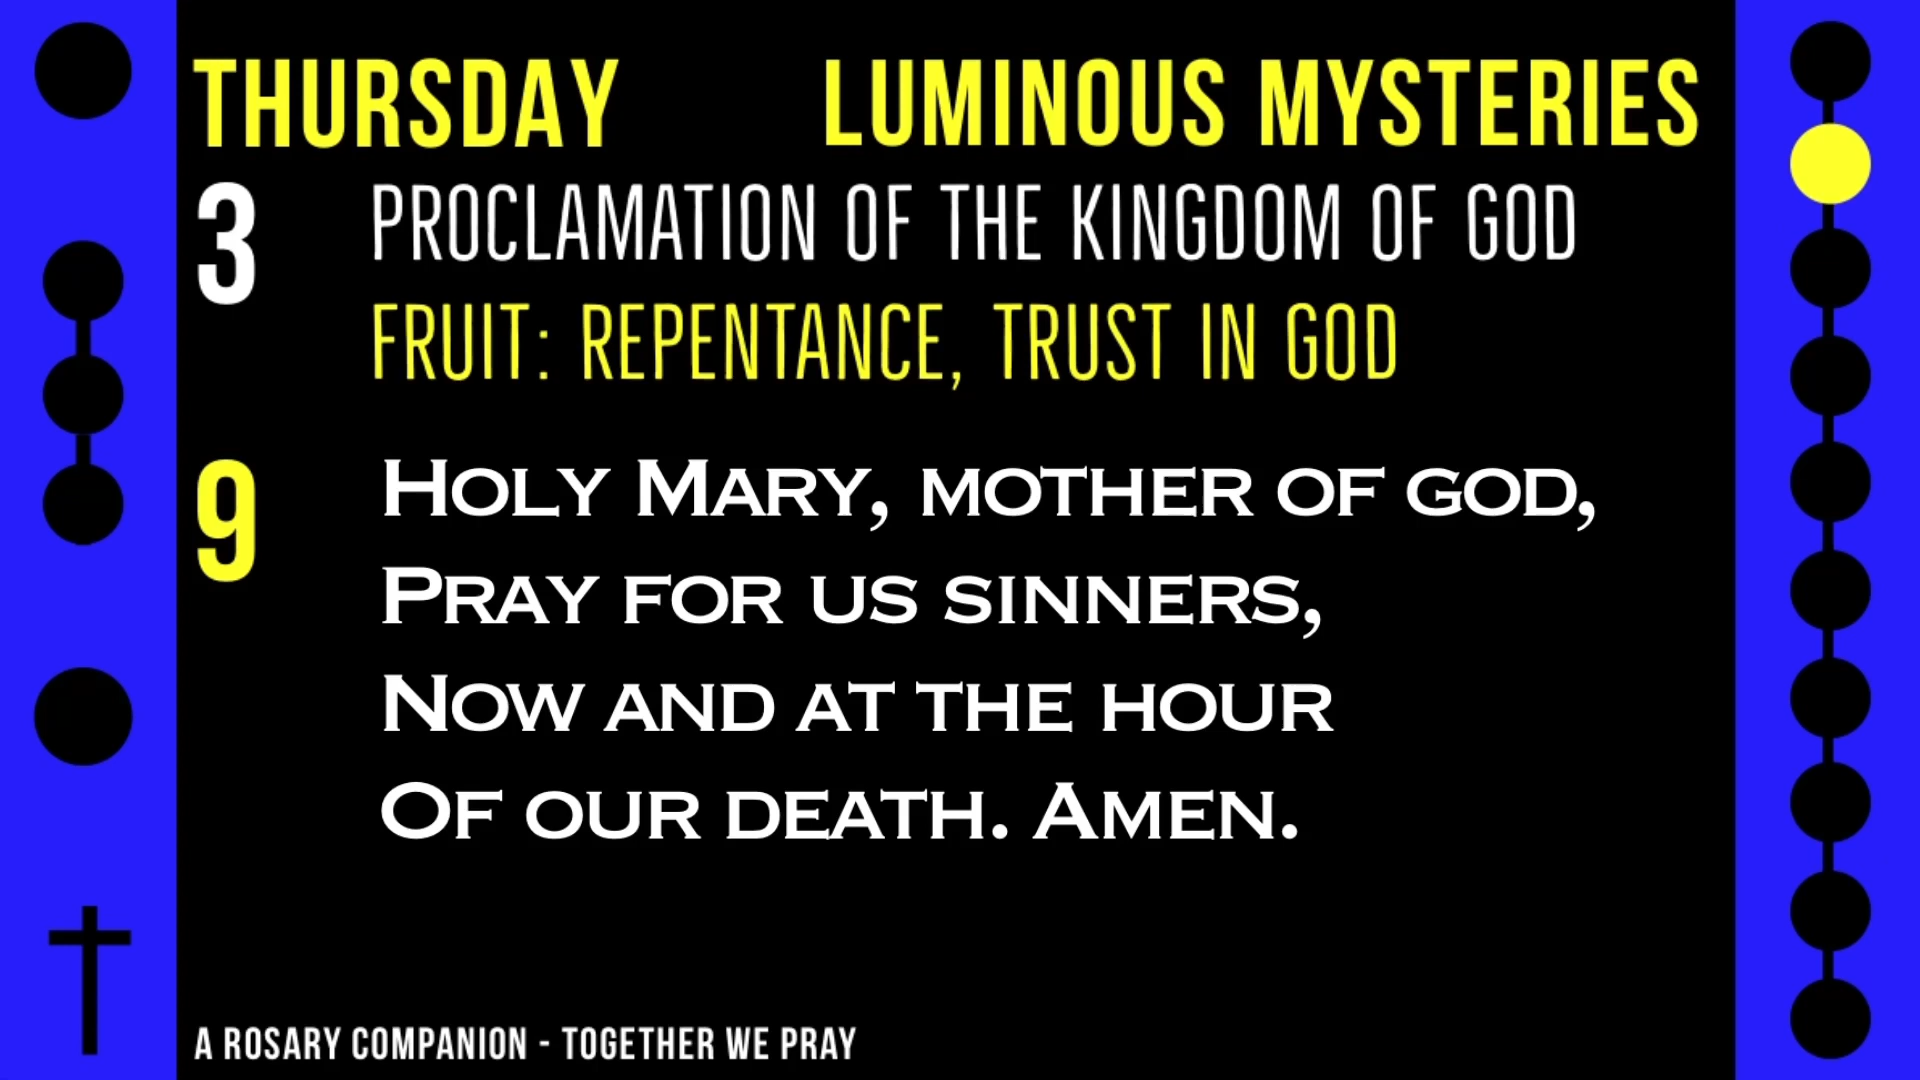 THURSDAY LUMINOUS MYSTERIES
3 PROCLAMATION OF THE KINGDOM OF GOD
FRUIT: REPENTANCE, TRUST IN GOD
9 HOLY MARY, MOTHER OF GOD,
PRAY FOR US SINNERS,
NOW AND AT THE HOUR
OF OUR DEATH. AMEN.
A ROSARY COMPANION - TOGETHER WE PRAY